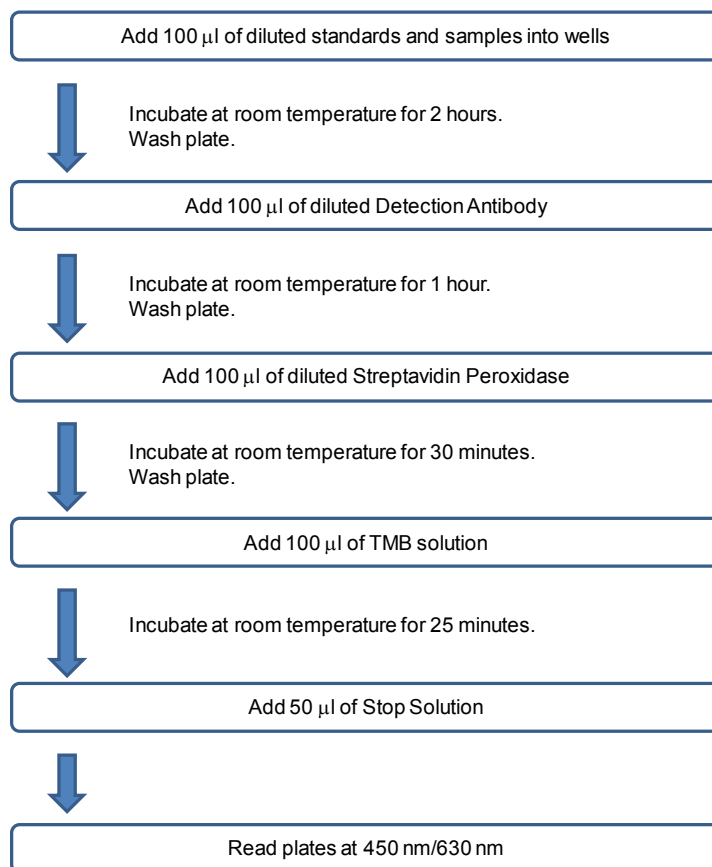 Add 100 μl of diluted standards and samples into wells
Incubate at room temperature for 2 hours.
Wash plate.
Add 100 μl of diluted Detection Antibody
Incubate at room temperature for 1 hour.
Wash plate.
Add 100 μl of diluted Streptavidin Peroxidase
Incubate at room temperature for 30 minutes.
Wash plate.
Add 100 μl of TMB solution
Incubate at room temperature for 25 minutes.
Add 50 μl of Stop Solution
Read plates at 450 nm/630 nm